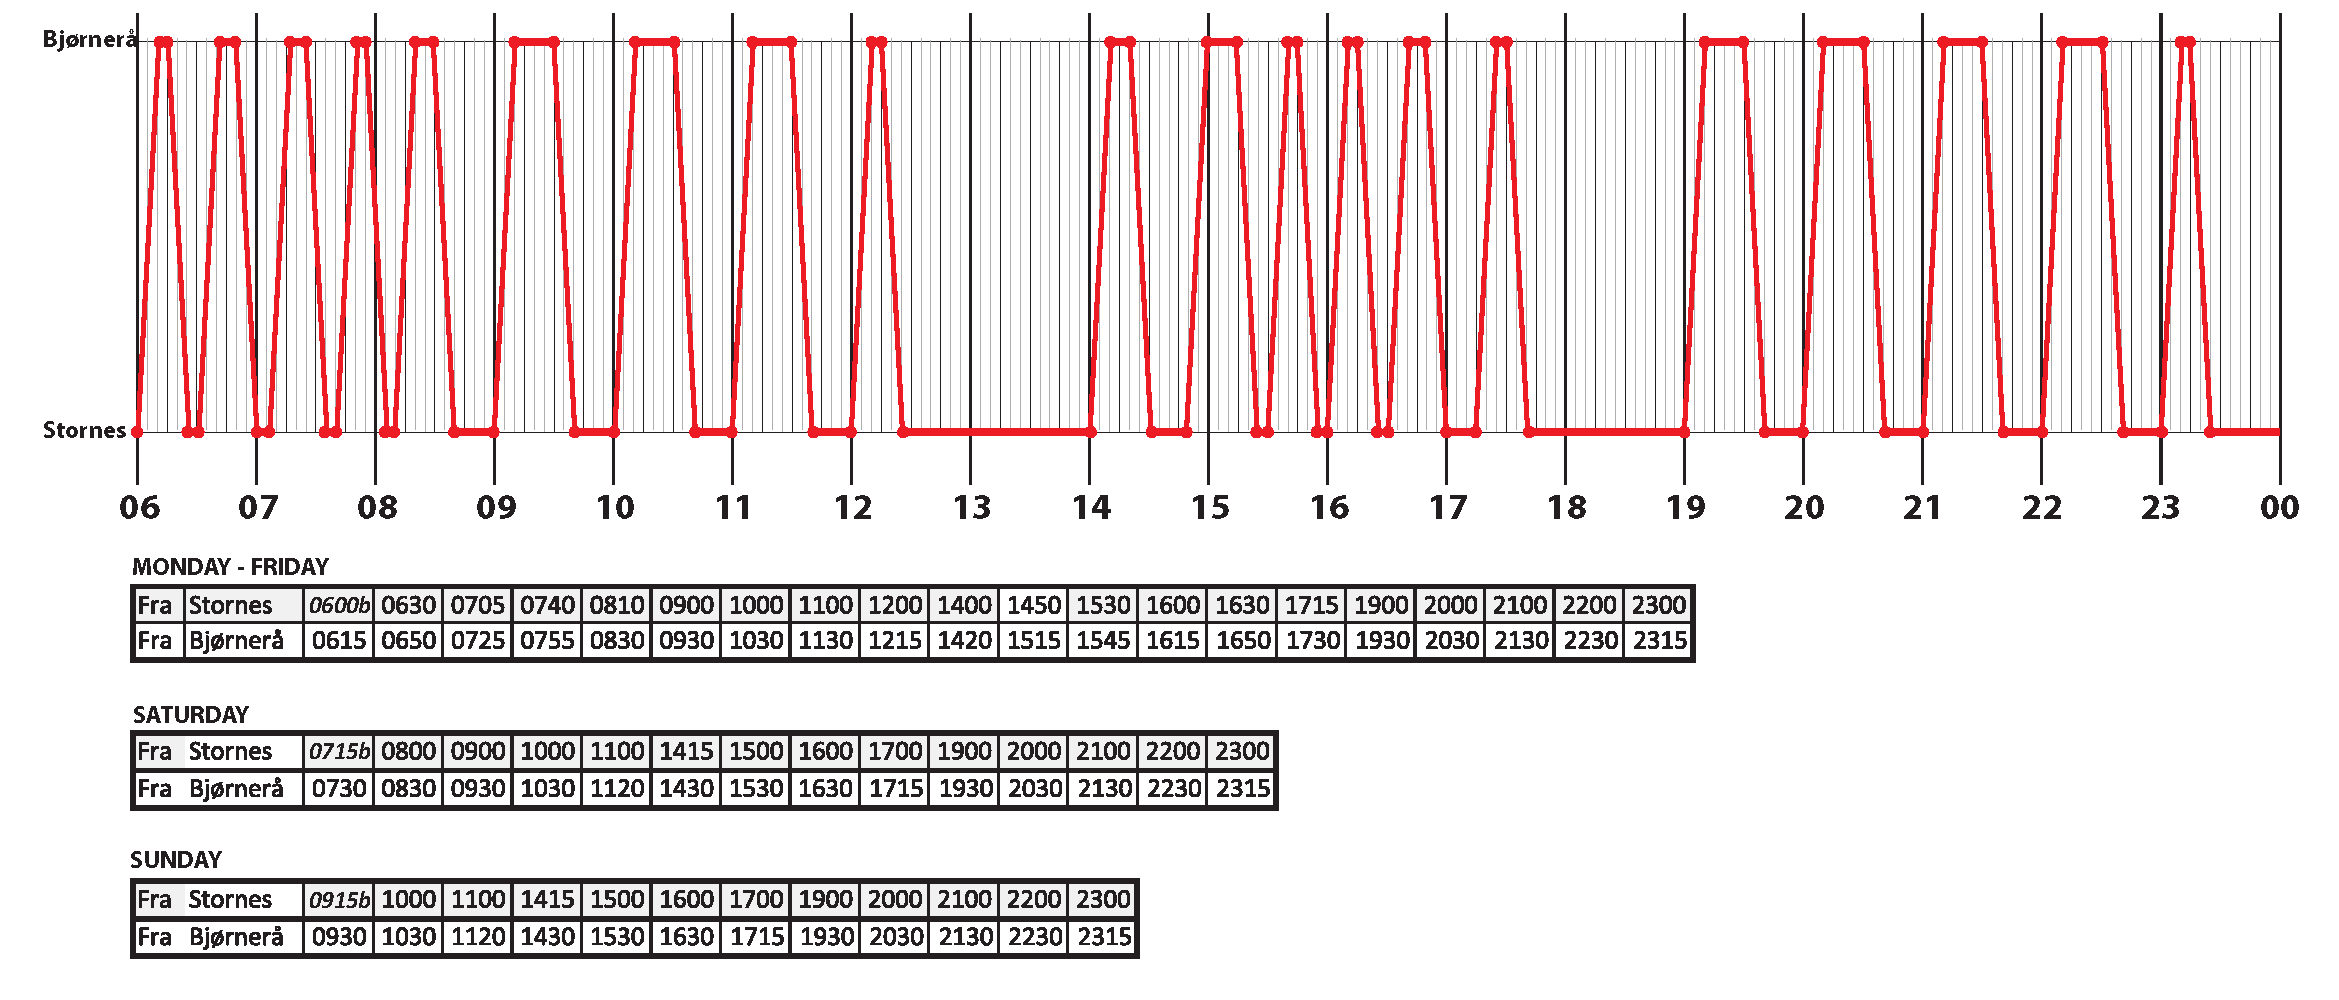 Bjørnerå
Stornes
06 07 08 09 10 11 12 13 14 15 16 17 18 19 20 21 22 23 00
MONDAY - FRIDAY
Fra Stornes 0600b 0630 0705 0740 0810 0900 1000 1100 1200 1400 1450 1530 1600 1630 1715 1900 2000 2100 2200 2300
Fra Bjørnerå 0615 0650 0725 0755 0830 0930 1030 1130 1215 1420 1515 1545 1615 1650 1730 1930 2030 2130 2230 2315
SATURDAY
Fra Stornes 0715b 0800 0900 1000 1100 1415 1500 1600 1700 1900 2000 2100 2200 2300
Fra Bjørnerå 0730 0830 0930 1030 1120 1430 1530 1630 1715 1930 2030 2130 2230 2315
SUNDAY
Fra Stornes 0915b 1000 1100 1415 1500 1600 1700 1900 2000 2100 2200 2300
Fra Bjørnerå 0930 1030 1120 1430 1530 1630 1715 1930 2030 2130 2230 2315